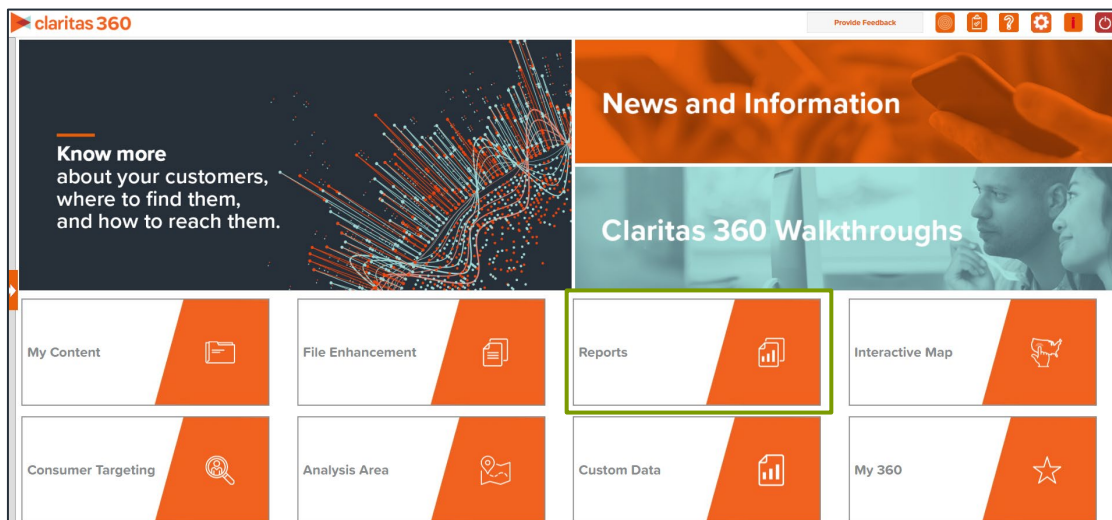 claritas 360
Provide Feedback
Know more
about your customers,
where to find them,
and how to reach them.
News and Information
Claritas 360 Walkthroughs
My Content
File Enhancement
Reports
Interactive Map
Consumer Targeting
Analysis Area
Custom Data
My 360